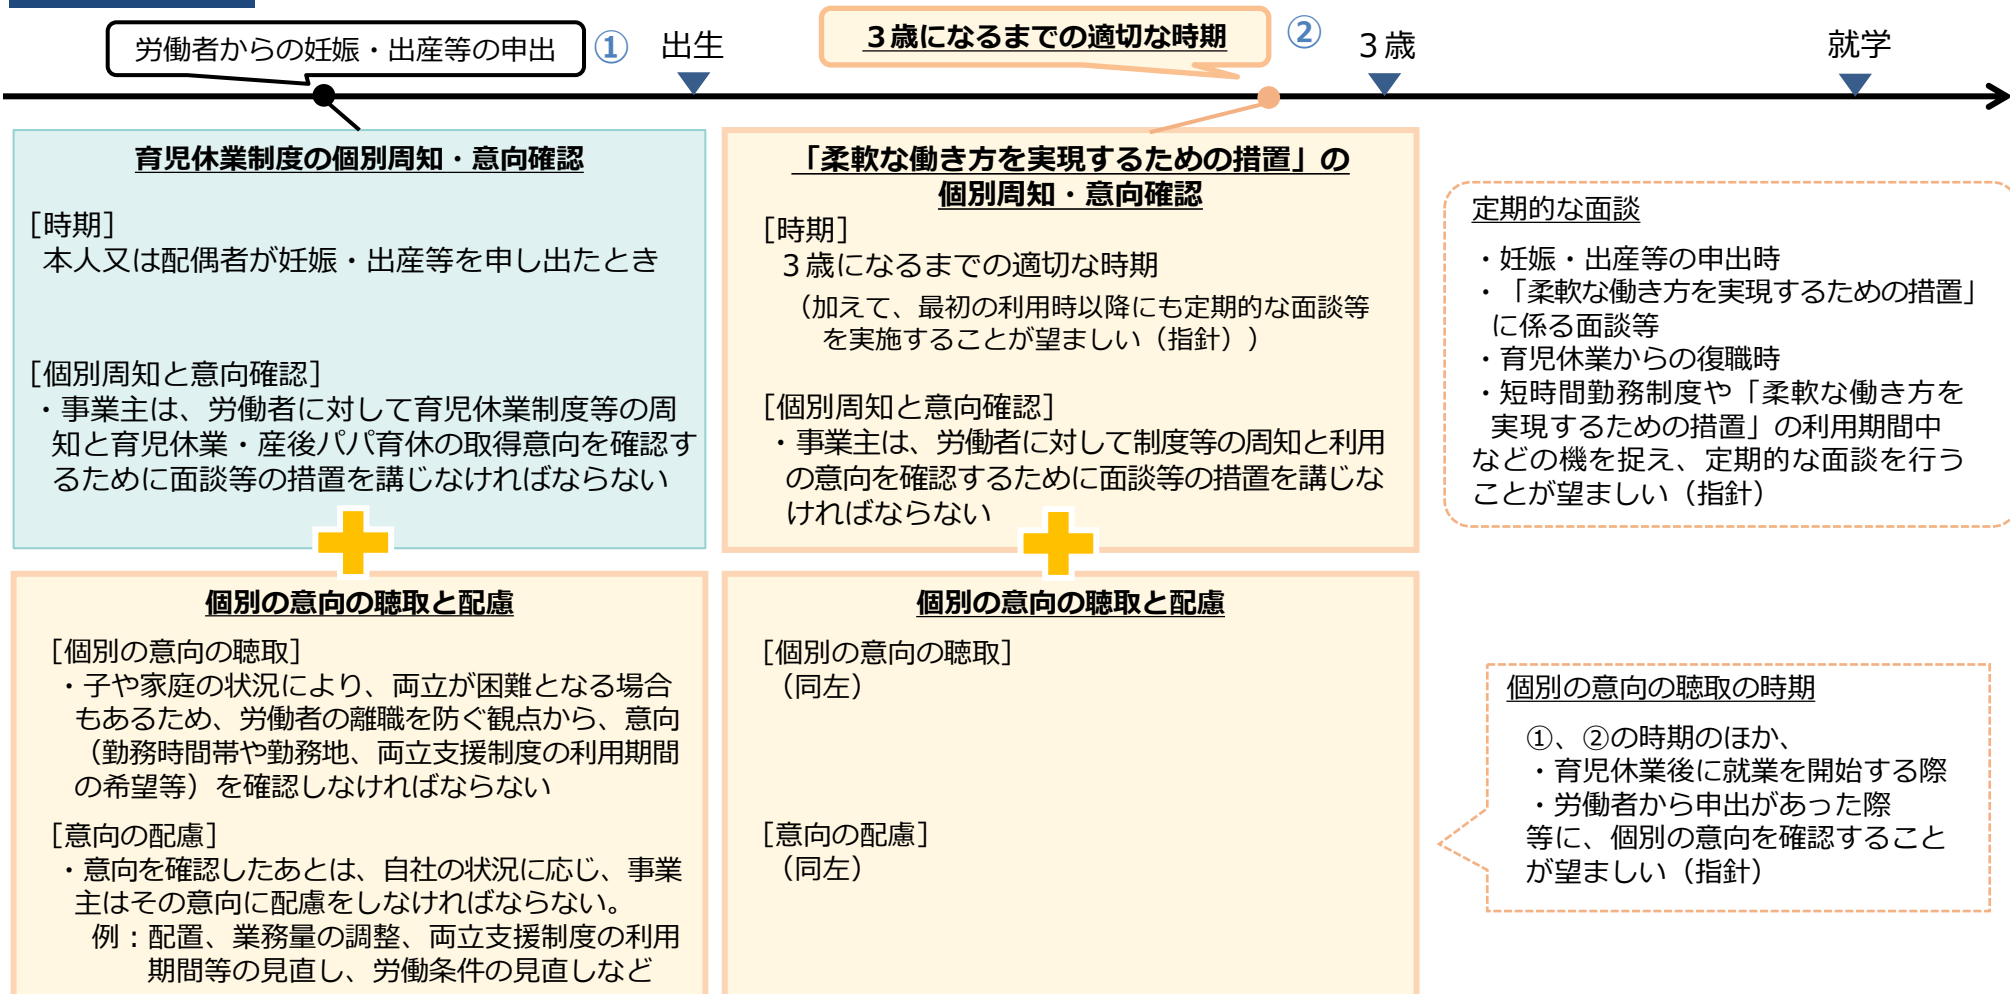 労働者からの妊娠・出産等の申出
①
出生
３歳になるまでの適切な時期
②
３歳
就学
育児休業制度の個別周知・意向確認
［時期］
本人又は配偶者が妊娠・出産等を申し出たとき
［個別周知と意向確認］
・事業主は、労働者に対して育児休業制度等の周
知と育児休業・産後パパ育休の取得意向を確認す
るために面談等の措置を講じなければならない
「柔軟な働き方を実現するための措置」の
個別周知・意向確認
［時期］
３歳になるまでの適切な時期
（加えて、最初の利用時以降にも定期的な面談等
を実施することが望ましい（指針））
［個別周知と意向確認］
・事業主は、労働者に対して制度等の周知と利用
の意向を確認するために面談等の措置を講じな
ければならない
定期的な面談
・妊娠・出産等の申出時
・「柔軟な働き方を実現するための措置」
に係る面談等
・育児休業からの復職時
・短時間勤務制度や「柔軟な働き方を
実現するための措置」の利用期間中
などの機を捉え、定期的な面談を行う
ことが望ましい（指針）
個別の意向の聴取と配慮
［個別の意向の聴取］
・子や家庭の状況により、両立が困難となる場合
もあるため、労働者の離職を防ぐ観点から、意向
（勤務時間帯や勤務地、両立支援制度の利用期間
の希望等）を確認しなければならない
［意向の配慮］
・意向を確認したあとは、自社の状況に応じ、事業
主はその意向に配慮をしなければならない。
例：配置、業務量の調整、両立支援制度の利用
期間等の見直し、労働条件の見直しなど
個別の意向の聴取と配慮
［個別の意向の聴取］
（同左）
［意向の配慮］
（同左）
個別の意向の聴取の時期
①、②の時期のほか、
・育児休業後に就業を開始する際
・労働者から申出があった際
等に、個別の意向を確認すること
が望ましい（指針）